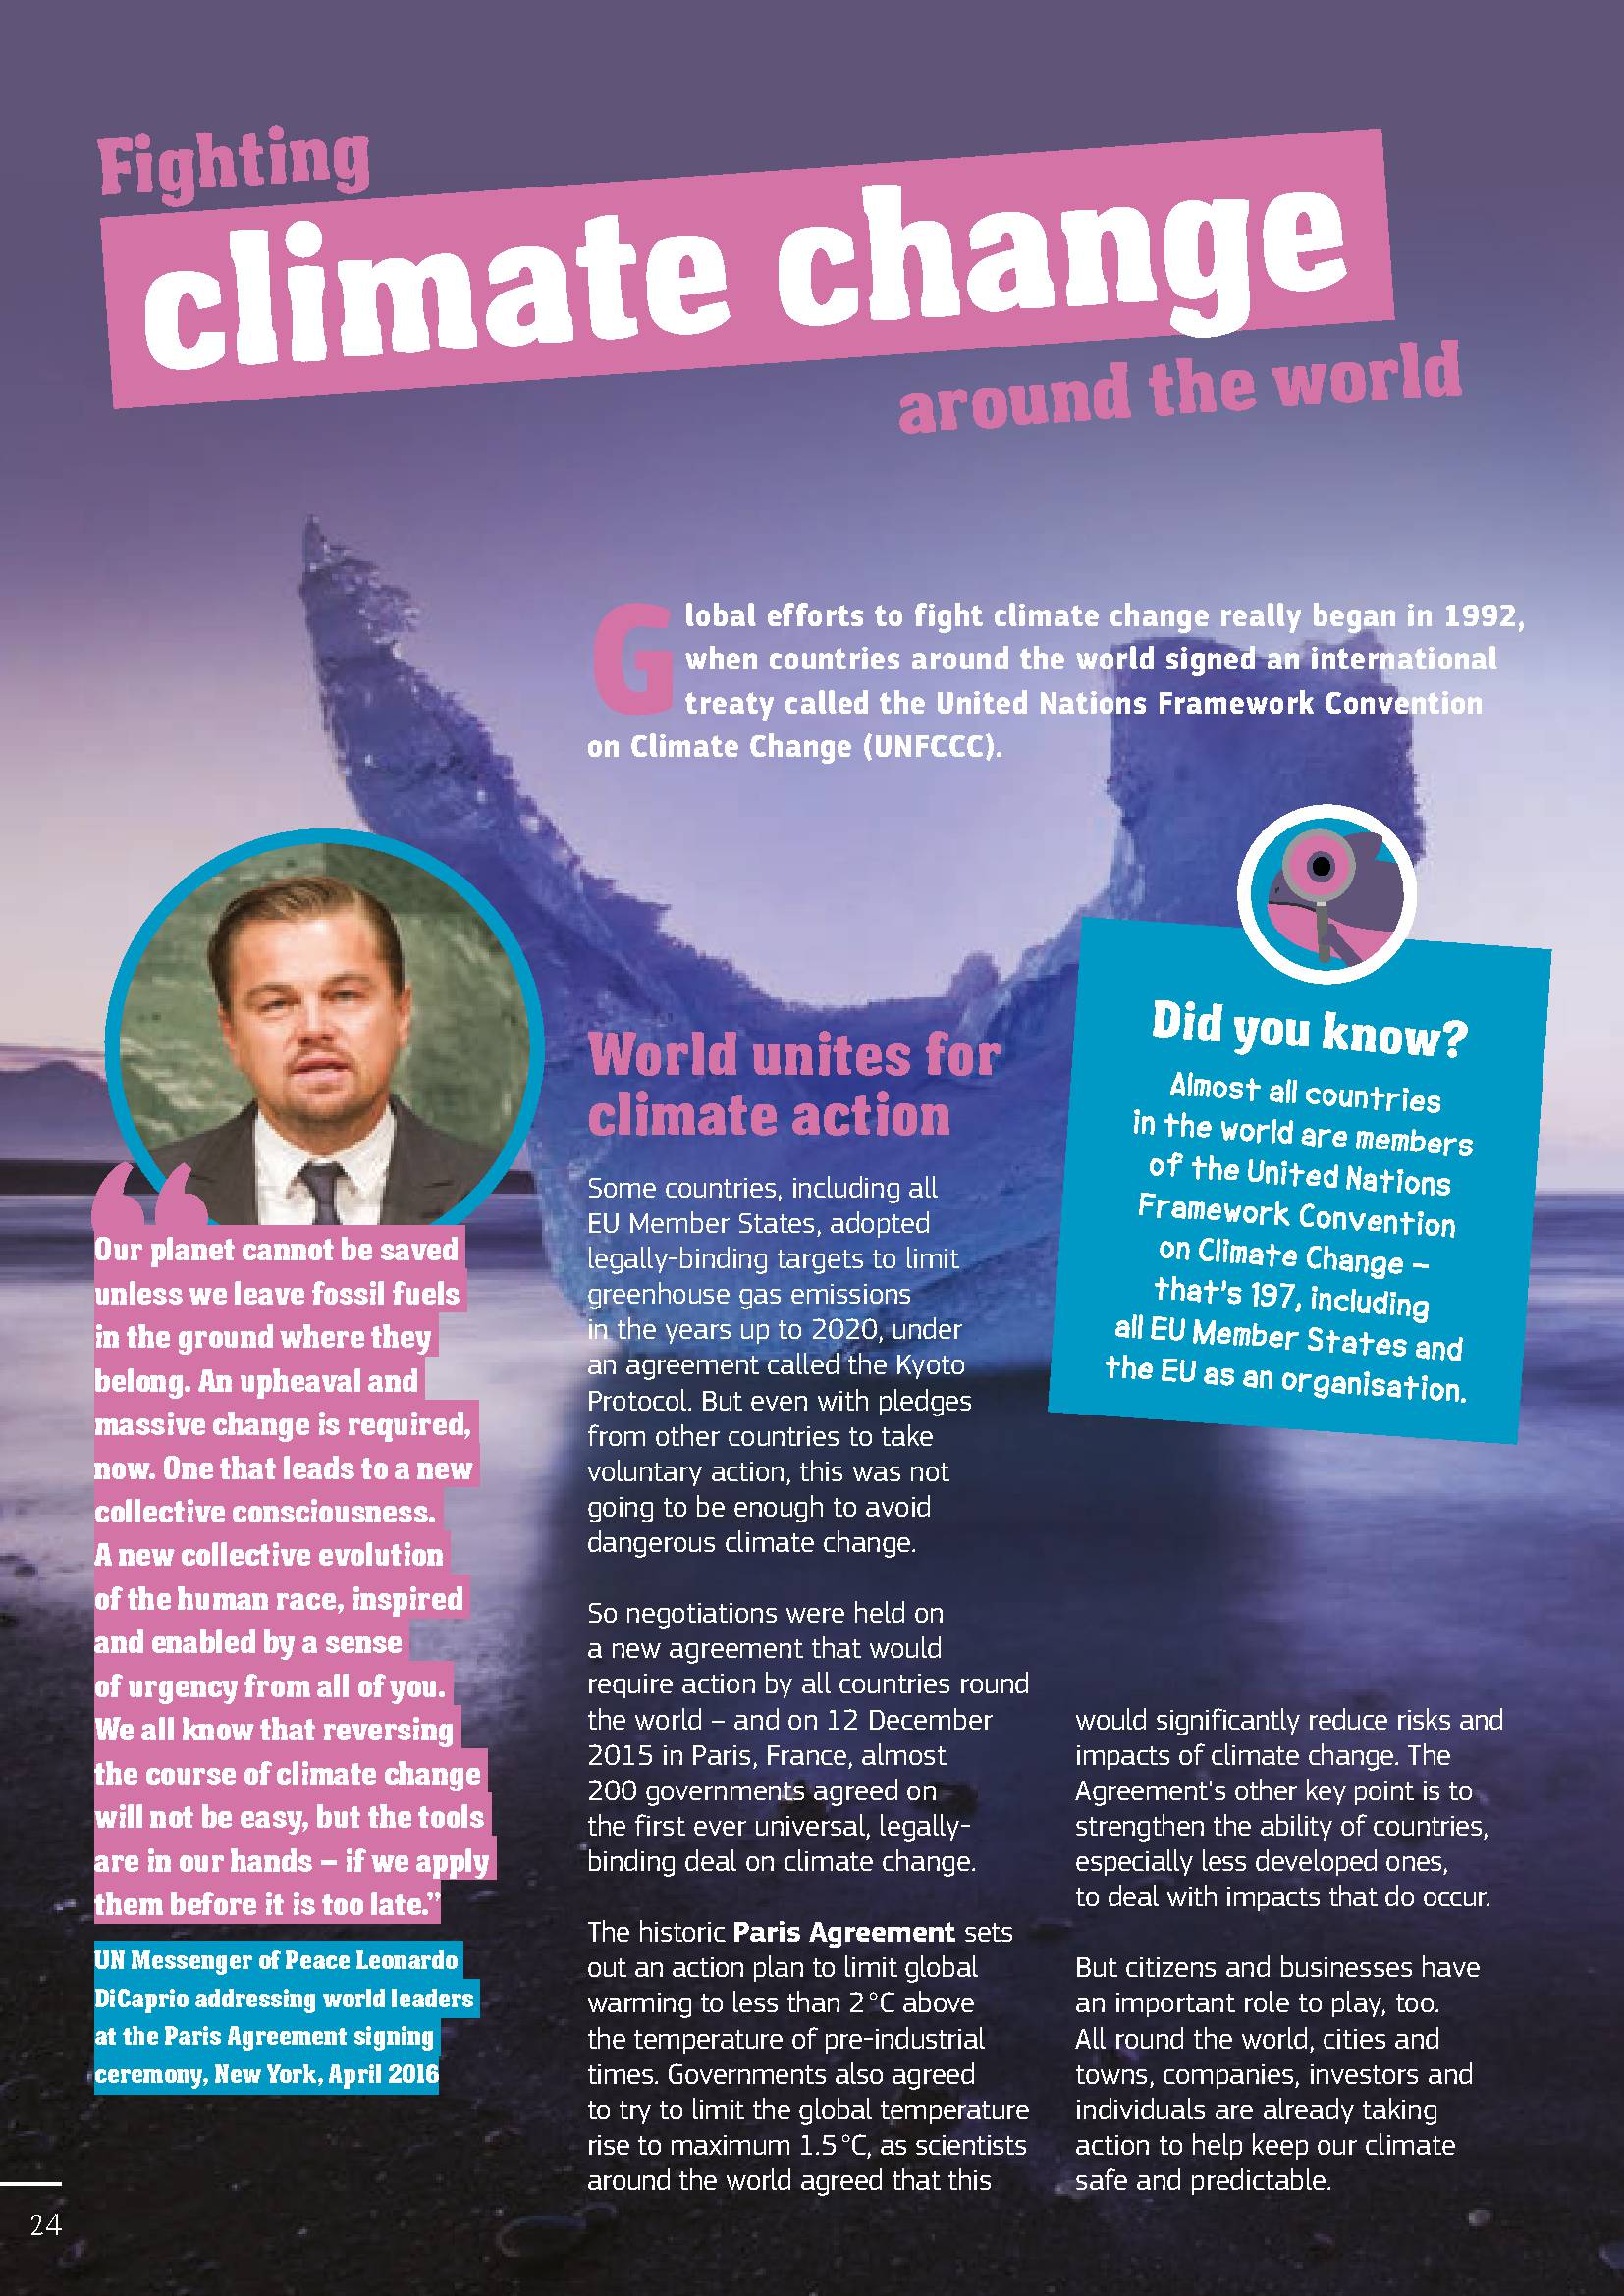 Fighting
climate change
around the world
Global efforts to fight climate change really began in 1992,
when countries around the world signed an international
treaty called the United Nations Framework Convention
on Climate Change (UNFCCC).
Our planet cannot be saved
unless we leave fossil fuels
in the ground where they
belong. An upheaval and
massive change is required,
now. One that leads to a new
collective consciousness.
A new collective evolution
of the human race, inspired
and enabled by a sense
of urgency from all of you.
We all know that reversing
the course of climate change
will not be easy, but the tools
are in our hands – if we apply
them before it is too late.”
UN Messenger of Peace Leonardo
DiCaprio addressing world leaders
at the Paris Agreement signing
ceremony, New York, April 2016
World unites for
climate action
Some countries, including all
EU Member States, adopted
legally-binding targets to limit
greenhouse gas emissions
in the years up to 2020, under
an agreement called the Kyoto
Protocol. But even with pledges
from other countries to take
voluntary action, this was not
going to be enough to avoid
dangerous climate change.
So negotiations were held on
a new agreement that would
require action by all countries round
the world – and on 12 December
2015 in Paris, France, almost
200 governments agreed on
the first ever universal, legally-
binding deal on climate change.
The historic Paris Agreement sets
out an action plan to limit global
warming to less than 2 °C above
the temperature of pre-industrial
times. Governments also agreed
to try to limit the global temperature
rise to maximum 1.5 °C, as scientists
around the world agreed that this
would significantly reduce risks and
impacts of climate change. The
Agreement's other key point is to
strengthen the ability of countries,
especially less developed ones,
to deal with impacts that do occur.
But citizens and businesses have
an important role to play, too.
All round the world, cities and
towns, companies, investors and
individuals are already taking
action to help keep our climate
safe and predictable.
Did you know?
Almost all countries
in the world are members
of the United Nations
Framework Convention
on Climate Change –
that's 197, including
all EU Member States and
the EU as an organisation.
24